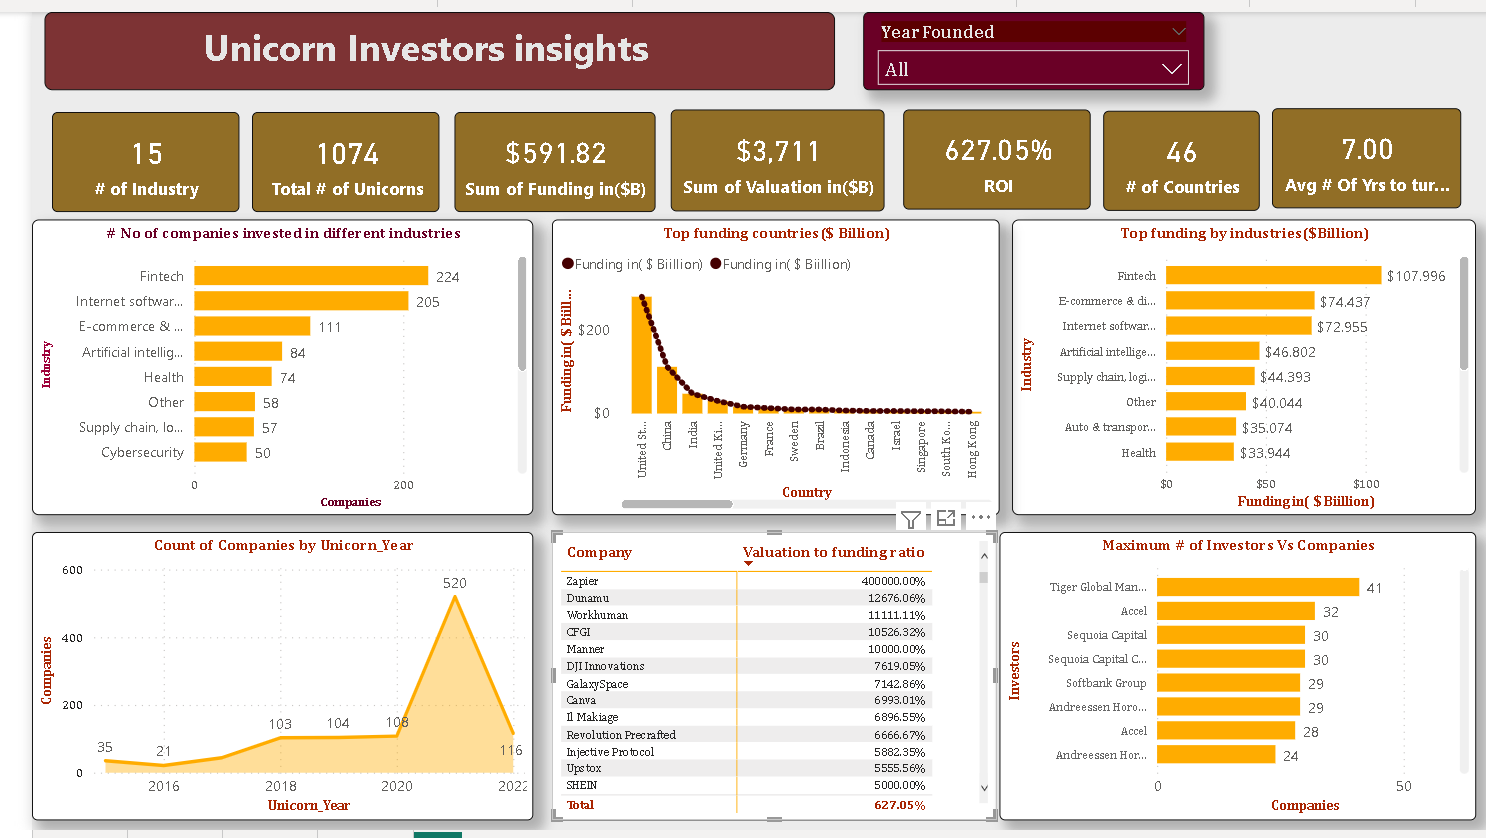 Unicorn Investors insights
Year Founded
All
15
# of Industry
1074
Total # of Unicorns
$591.82
Sum of Funding in($B)
$3,711
Sum of Valuation in($B)
627.05%
ROI
46
# of Countries
7.00
Avg # Of Yrs to tur...
# No of companies invested in different industries
Industry
Fintech 224
Internet softwar... 205
E-commerce & ... 111
Artificial intellig... 84
Health 74
Other 58
Supply chain, lo... 57
Cybersecurity 50
0 200
Companies
Top funding countries ($ Billion)
Funding in( $ Biillion) Funding in( $ Biillion)
Funding in( $ Biill...
$200
$0
United St...
China
India
United Ki...
Germany
France
Sweden
Brazil
Indonesia
Canada
Israel
Singapore
South Ko...
Hong Kong
Country
Top funding by industries($Billion)
Industry
Fintech $107.996
E-commerce & di... $74.437
Internet softwar... $72.955
Artificial intellige... $46.802
Supply chain, logi... $44.393
Other $40.044
Auto & transpor... $35.074
Health $33.944
$0 $50 $100
Funding in( $ Biillion)
Count of Companies by Unicorn_Year
Companies
600
400
200
0
35
21
103
104
108
520
116
2016 2018 2020 2022
Unicorn_Year
Company Valuation to funding ratio
Zapier 400000.00%
Dunamu 12676.06%
Workhuman 11111.11%
CFGI 10526.32%
Manner 10000.00%
DJI Innovations 7619.05%
GalaxySpace 7142.86%
Canva 6993.01%
Il Makiage 6896.55%
Revolution Precrafted 6666.67%
Injective Protocol 5882.35%
Upstox 5555.56%
SHEIN 5000.00%
Total 627.05%
Maximum # of Investors Vs Companies
Investors
Tiger Global Man... 41
Accel 32
Sequoia Capital 30
Sequoia Capital C... 30
Softbank Group 29
Andreessen Horo... 29
Accel 28
Andreessen Hor... 24
0 50
Companies